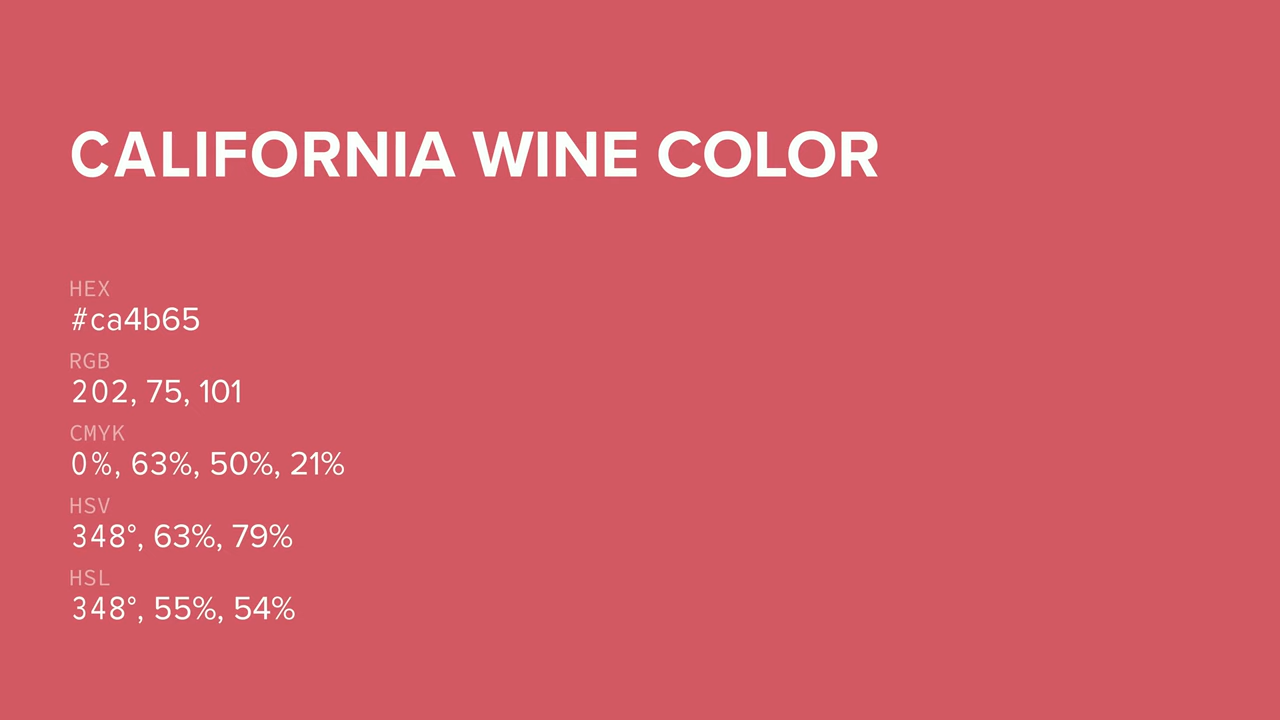 CALIFORNIA WINE COLOR
HEX
#ca4b65
RGB
202, 75, 101
CMYK
0%, 63%, 50%, 21%
HSV
348°, 63%, 79%
HSL
348°, 55%, 54%